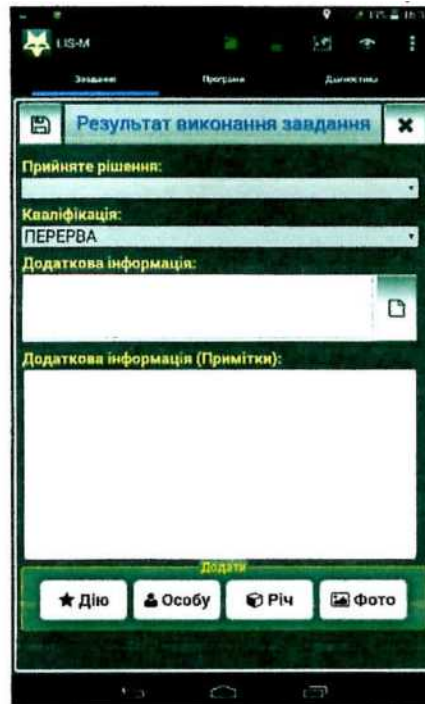 LIS-M
Завдання Програми Діагностика
Результат виконання завдання
Прийняте рішення:
Кваліфікація:
ПЕРЕРВА
Додаткова інформація:
Додаткова інформація (Примітки):
Додати
Дію Особу Річ Фото